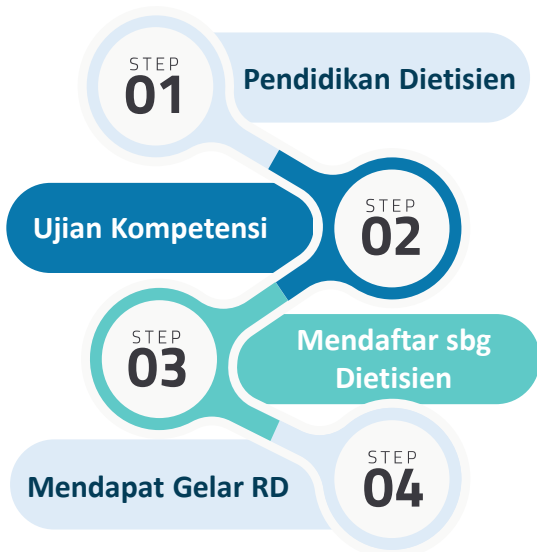 STEP
01
Pendidikan Dietisien
Ujian Kompetensi
STEP
02
STEP
03
Mendaftar sbg
Dietisien
Mendapat Gelar RD
STEP
04